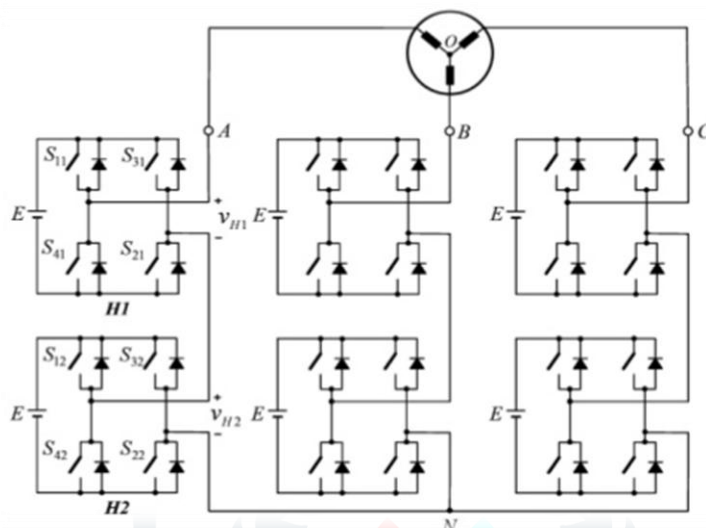 O
A B C
S11 S31
E + vH1 − E E
S41 S21
H1
S12 S32
E + vH2 − E E
S42 S22
H2 N